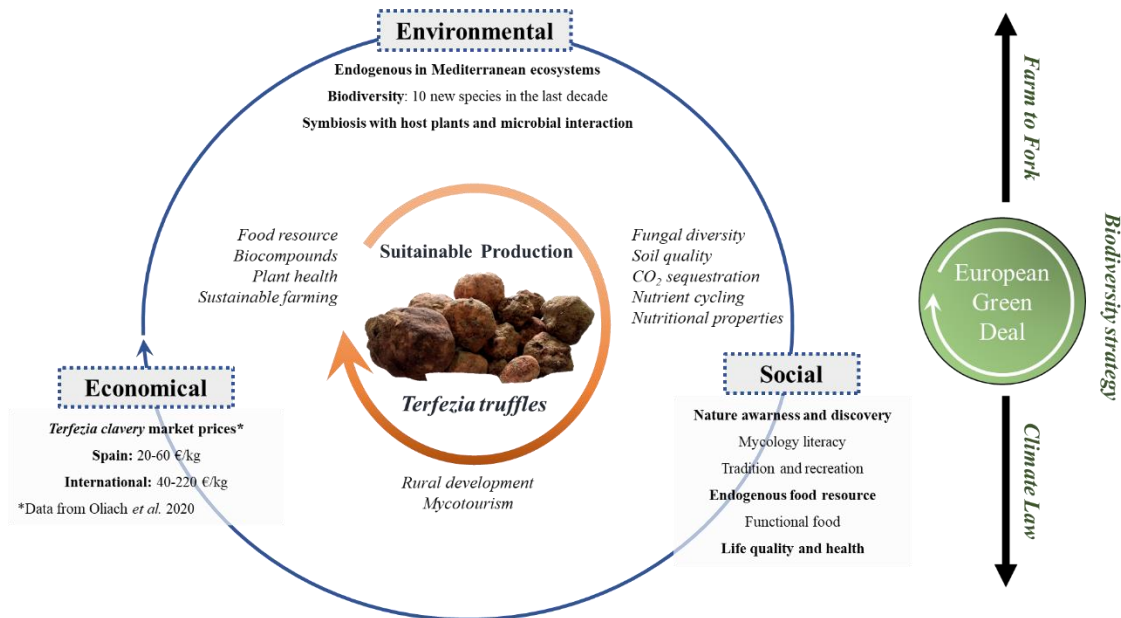 Environmental
Endogenous in Mediterranean ecosystems
Biodiversity: 10 new species in the last decade
Symbiosis with host plants and microbial interaction
Food resource
Biocompounds
Plant health
Sustainable farming
Suitainable Production
Terfezia truffles
Fungal diversity
Soil quality
CO₂ sequestration
Nutrient cycling
Nutritional properties
Rural development
Mycotourism
Economical
Terfezia clavery market prices*
Spain: 20-60 €/kg
International: 40-220 €/kg
*Data from Oliach et al. 2020
Social
Nature awarness and discovery
Mycology literacy
Tradition and recreation
Endogenous food resource
Functional food
Life quality and health
Farm to Fork
European
Green
Deal
Biodiversity strategy
Climate Law